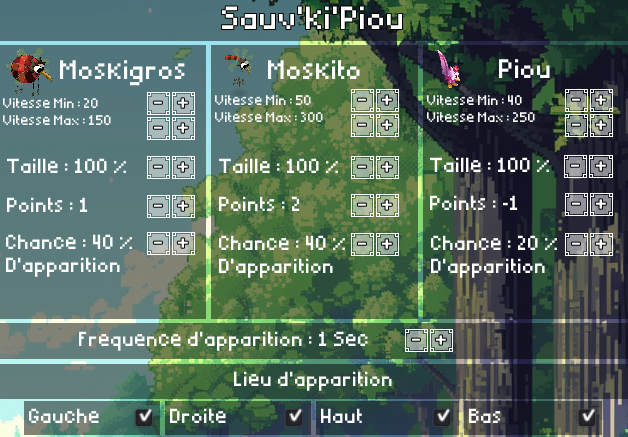 Sauv'ki'Piou
Moskigros
Vitesse Min : 20
Vitesse Max : 150
Taille : 100 %
Points : 1
Chance : 40 %
D'apparition
Moskito
Vitesse Min : 50
Vitesse Max : 300
Taille : 100 %
Points : 2
Chance : 40 %
D'apparition
Piou
Vitesse Min : 40
Vitesse Max : 250
Taille : 100 %
Points : -1
Chance : 20 %
D'apparition
Frequence d'apparition : 1 Sec
Lieu d'apparition
Gauche Droite Haut Bas